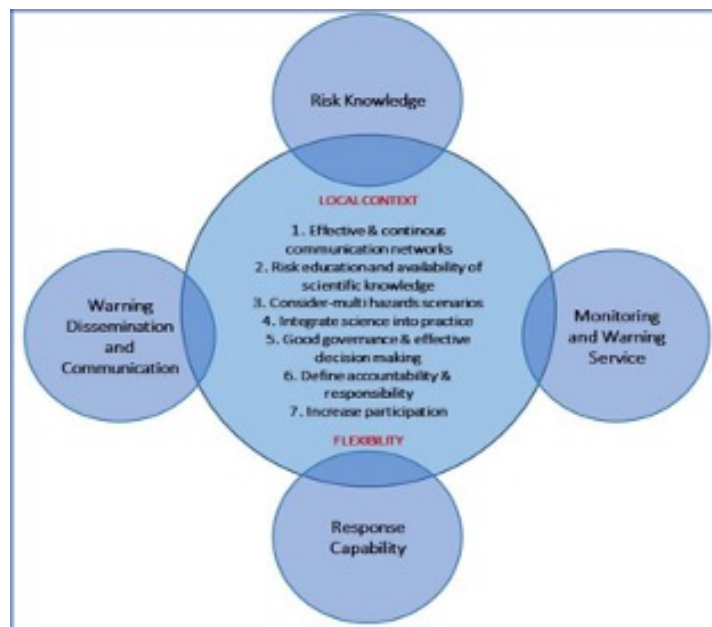 Risk Knowledge
LOCAL CONTEXT
1. Effective & continous
communication networks
2. Risk education and availability of
scientific knowledge
3. Consider-multi hazards scenarios
4. Integrate science into practice
5. Good governance & effective
decision making
6. Define accountability &
responsibility
7. Increase participation
FLEXIBILITY
Warning
Dissemination
and
Communication
Monitoring
and Warning
Service
Response
Capability